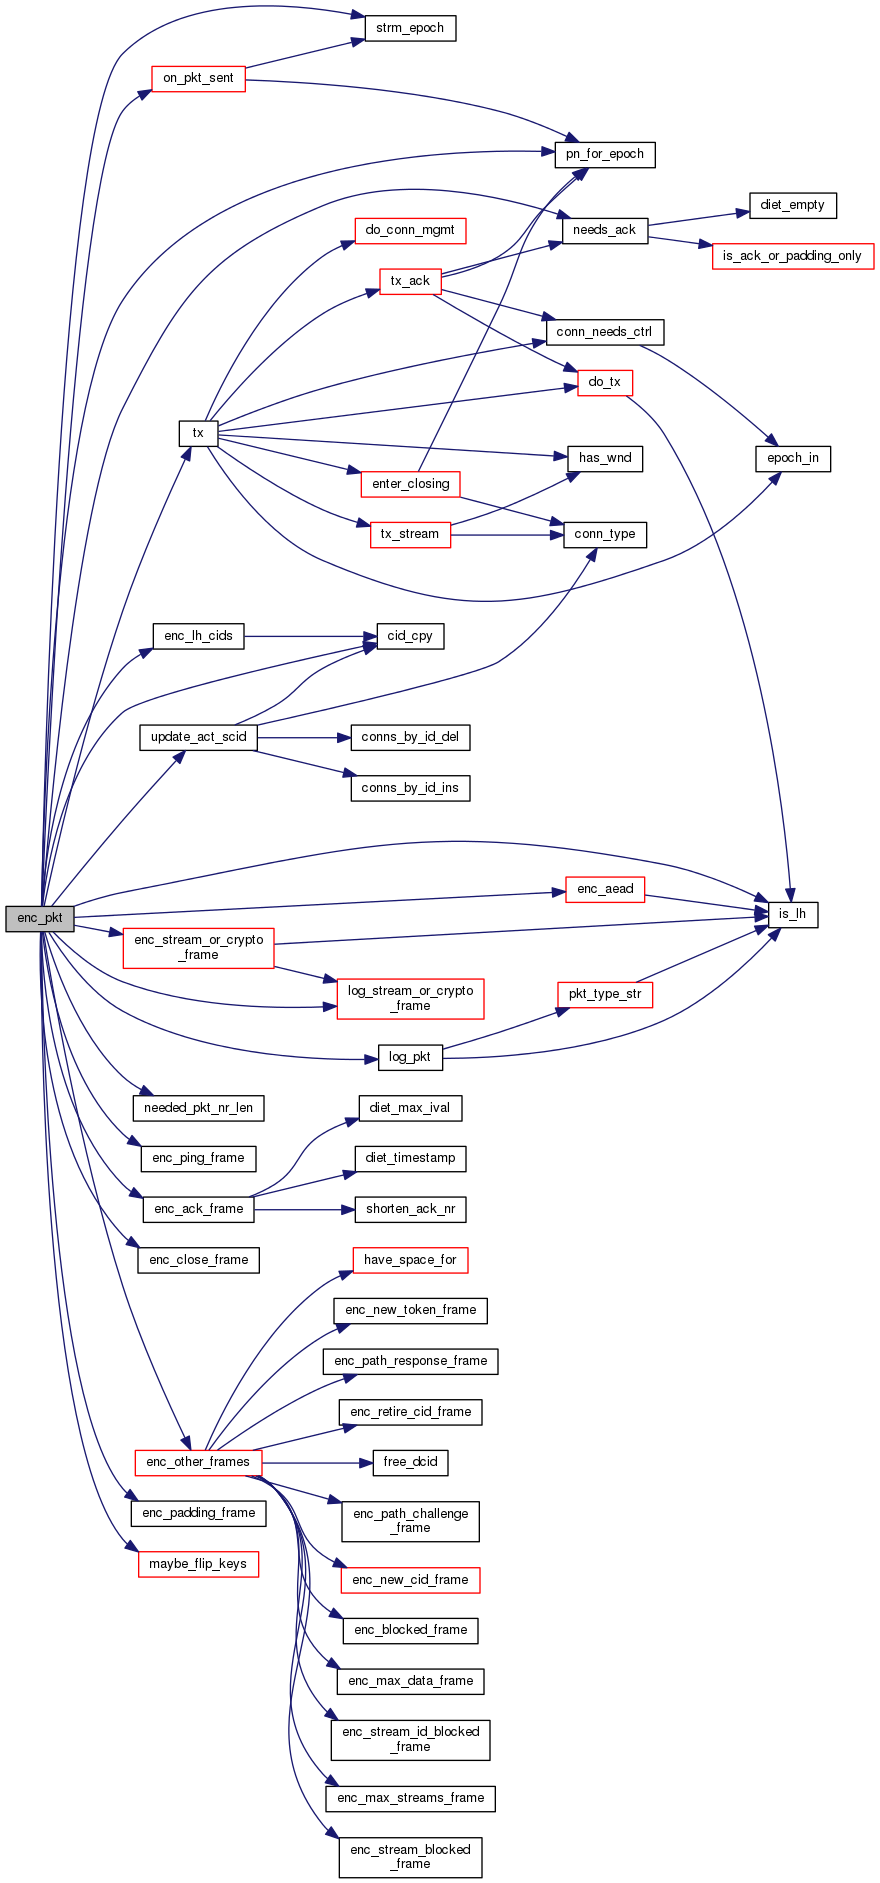 strm_epoch
on_pkt_sent
pn_for_epoch
diet_empty
do_conn_mgmt
needs_ack
is_ack_or_padding_only
tx_ack
conn_needs_ctrl
do_tx
tx
has_wnd
epoch_in
enter_closing
tx_stream
conn_type
enc_lh_cids
cid_cpy
update_act_scid
conns_by_id_del
conns_by_id_ins
enc_aead
enc_pkt
is_lh
enc_stream_or_crypto
_frame
log_stream_or_crypto
_frame
pkt_type_str
log_pkt
needed_pkt_nr_len
diet_max_ival
enc_ping_frame
diet_timestamp
enc_ack_frame
shorten_ack_nr
enc_close_frame
have_space_for
enc_new_token_frame
enc_path_response_frame
enc_retire_cid_frame
enc_other_frames
free_dcid
enc_padding_frame
enc_path_challenge
_frame
maybe_flip_keys
enc_new_cid_frame
enc_blocked_frame
enc_max_data_frame
enc_stream_id_blocked
_frame
enc_max_streams_frame
enc_stream_blocked
_frame